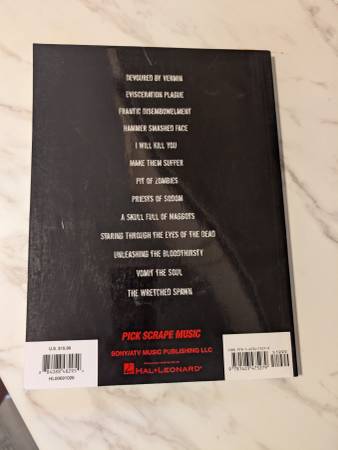 DEVOURED BY VERMIN
EVISCERATION PLAGUE
FRANTIC DISEMBOWELMENT
HAMMER SMASHED FACE
I WILL KILL YOU
MAKE THEM SUFFER
PIT OF ZOMBIES
PRIESTS OF SODOM
A SKULL FULL OF MAGGOTS
STARING THROUGH THE EYES OF THE DEAD
UNLEASHING THE BLOODTHIRSTY
VOMIT THE SOUL
THE WRETCHED SPAWN
PICK SCRAPE MUSIC
SONY/ATV MUSIC PUBLISHING LLC
HAL•LEONARD®
U.S.